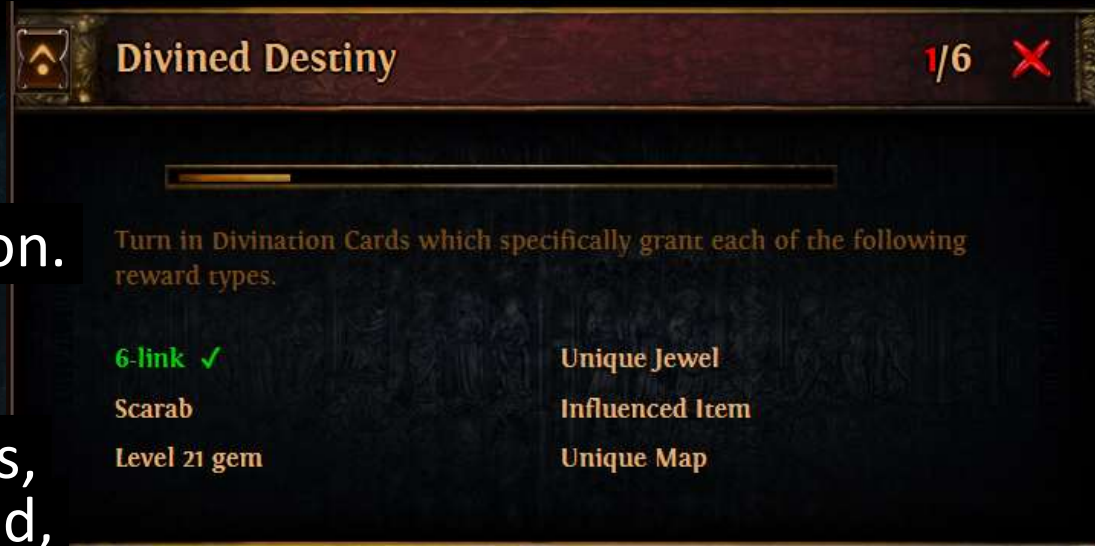 Divined Destiny
1/6
on.
Turn in Divination Cards which specifically grant each of the following
reward types.
6-link ✓
Unique Jewel
Scarab
Influenced Item
s,
Level 21 gem
Unique Map
d,